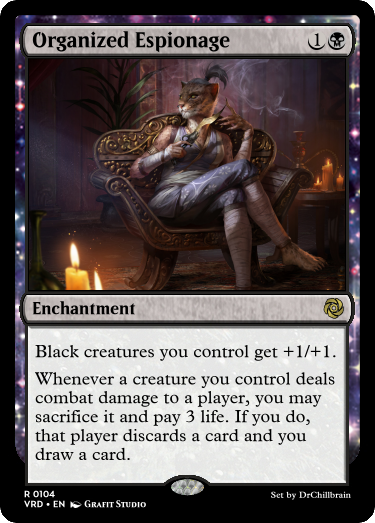 Organized Espionage 1
Enchantment
Black creatures you control get +1/+1.
Whenever a creature you control deals
combat damage to a player, you may
sacrifice it and pay 3 life. If you do,
that player discards a card and you
draw a card.
R 0104
VRD • EN Grafit Studio
Set by DrChillbrain